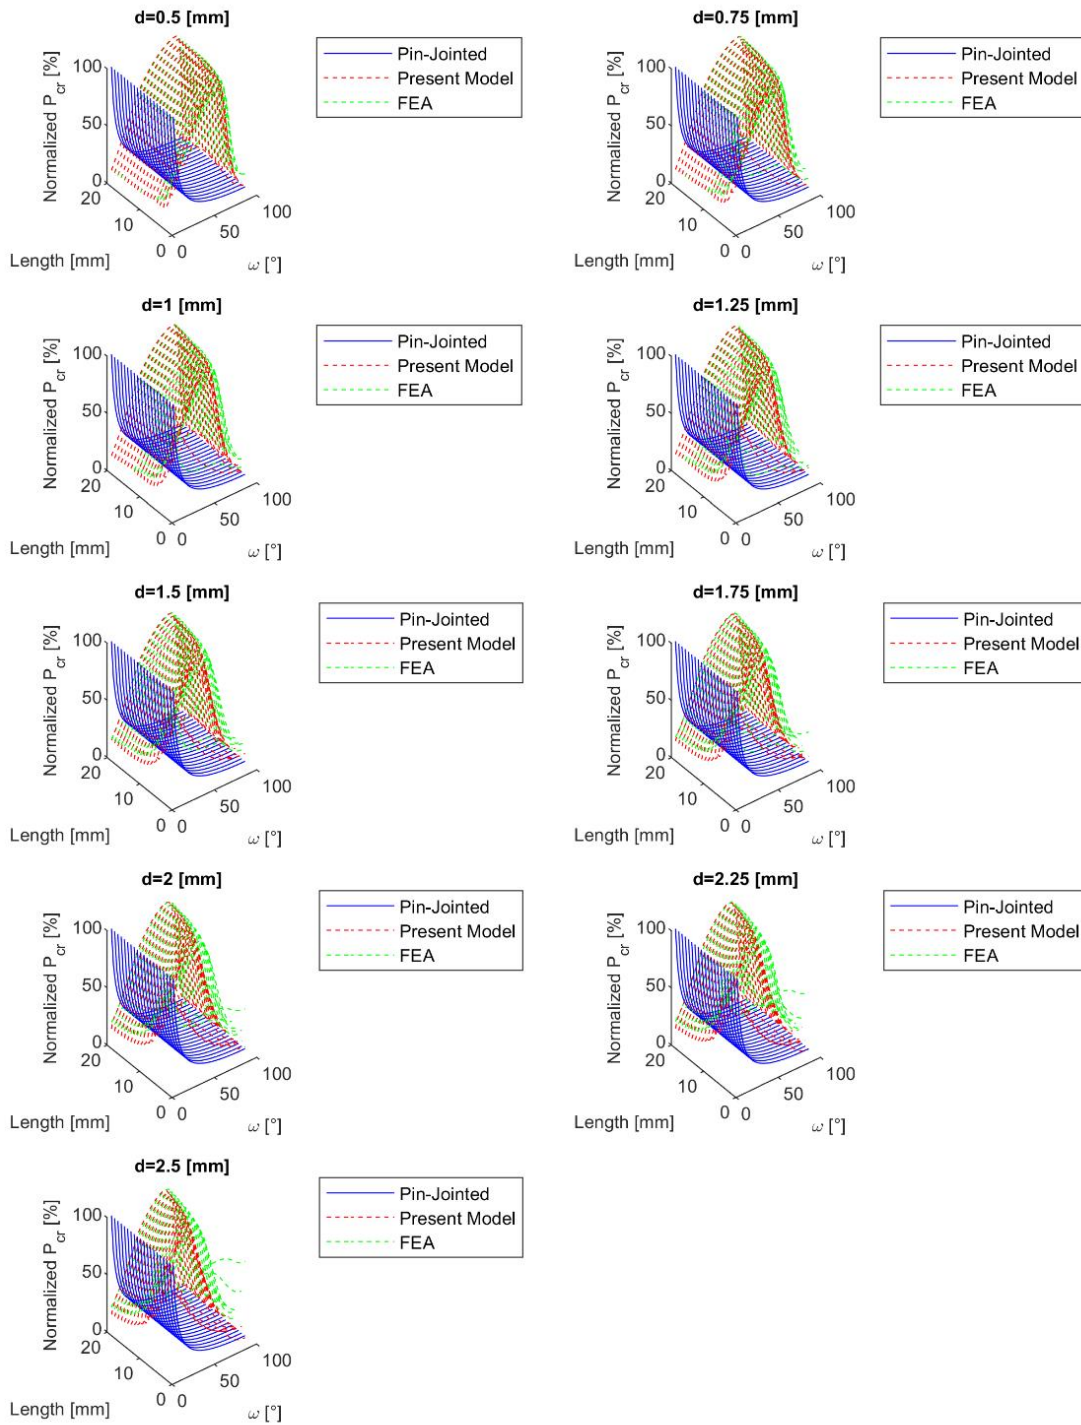 d=0.5 [mm]
Normalized P_cr [%]
100
50
0
20
10
0
Length [mm]
0
50
100
ω [°]
Pin-Jointed
Present Model
FEA
d=0.75 [mm]
Normalized P_cr [%]
100
50
0
20
10
0
Length [mm]
0
50
100
ω [°]
Pin-Jointed
Present Model
FEA
d=1 [mm]
Normalized P_cr [%]
100
50
0
20
10
0
Length [mm]
0
50
100
ω [°]
Pin-Jointed
Present Model
FEA
d=1.25 [mm]
Normalized P_cr [%]
100
50
0
20
10
0
Length [mm]
0
50
100
ω [°]
Pin-Jointed
Present Model
FEA
d=1.5 [mm]
Normalized P_cr [%]
100
50
0
20
10
0
Length [mm]
0
50
100
ω [°]
Pin-Jointed
Present Model
FEA
d=1.75 [mm]
Normalized P_cr [%]
100
50
0
20
10
0
Length [mm]
0
50
100
ω [°]
Pin-Jointed
Present Model
FEA
d=2 [mm]
Normalized P_cr [%]
100
50
0
20
10
0
Length [mm]
0
50
100
ω [°]
Pin-Jointed
Present Model
FEA
d=2.25 [mm]
Normalized P_cr [%]
100
50
0
20
10
0
Length [mm]
0
50
100
ω [°]
Pin-Jointed
Present Model
FEA
d=2.5 [mm]
Normalized P_cr [%]
100
50
0
20
10
0
Length [mm]
0
50
100
ω [°]
Pin-Jointed
Present Model
FEA